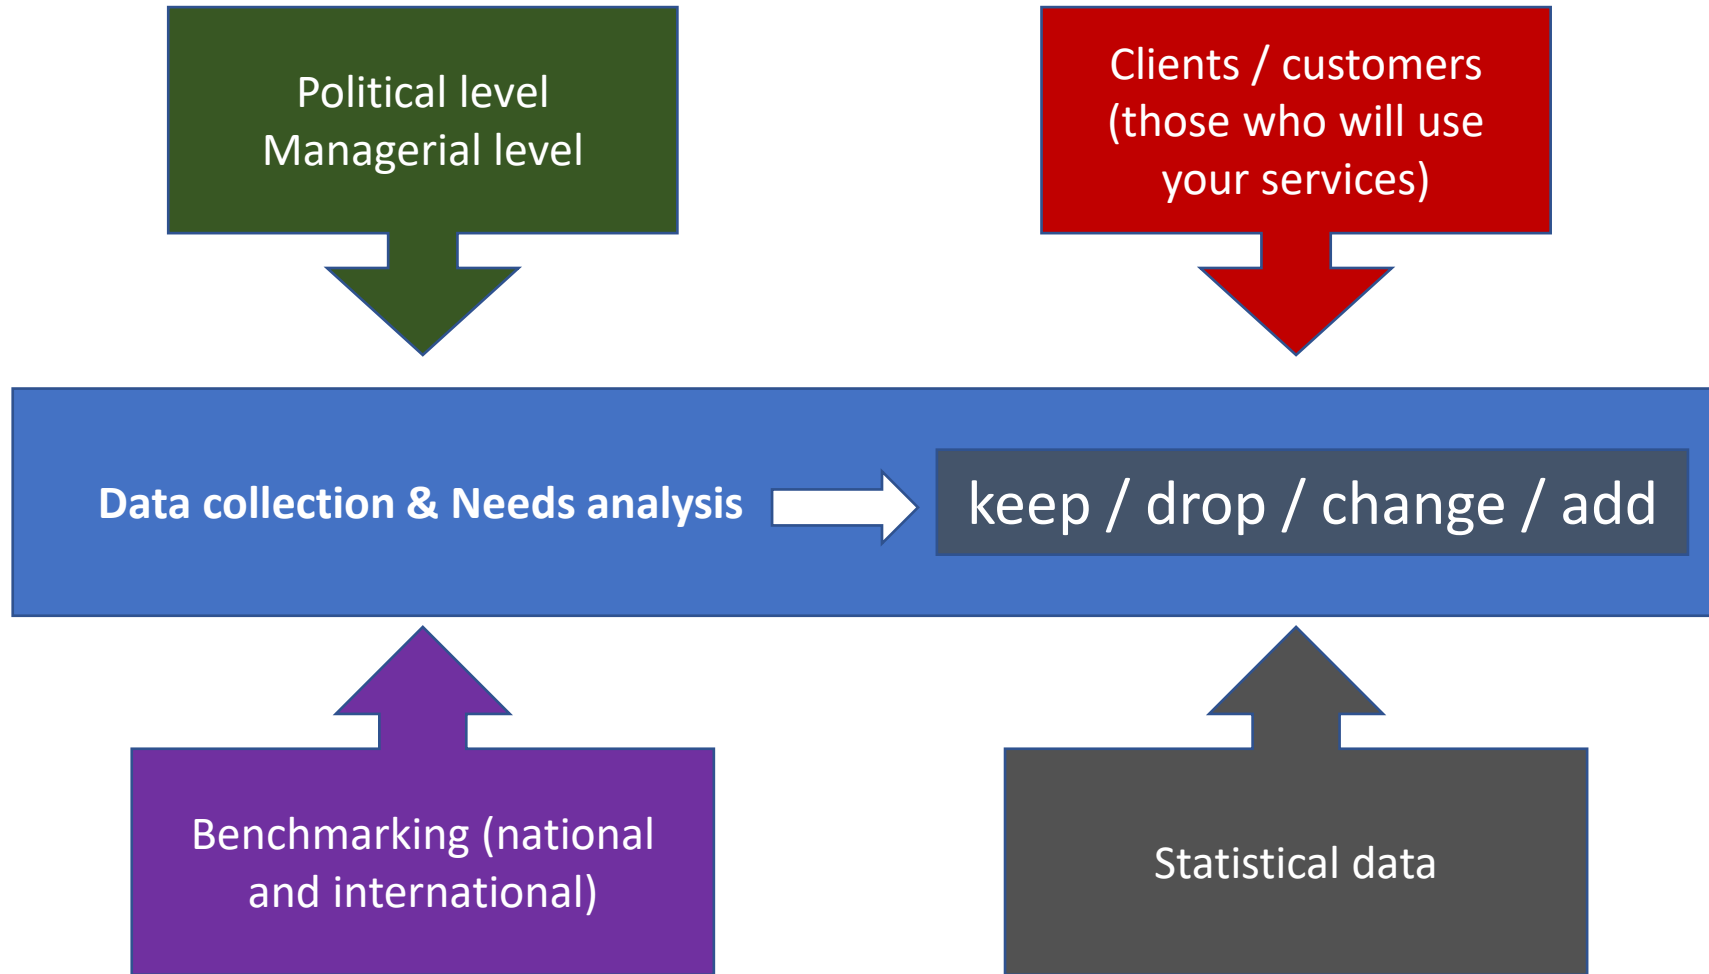 Political level
Managerial level
Clients / customers
(those who will use
your services)
Data collection & Needs analysis
keep / drop / change / add
Benchmarking (national
and international)
Statistical data